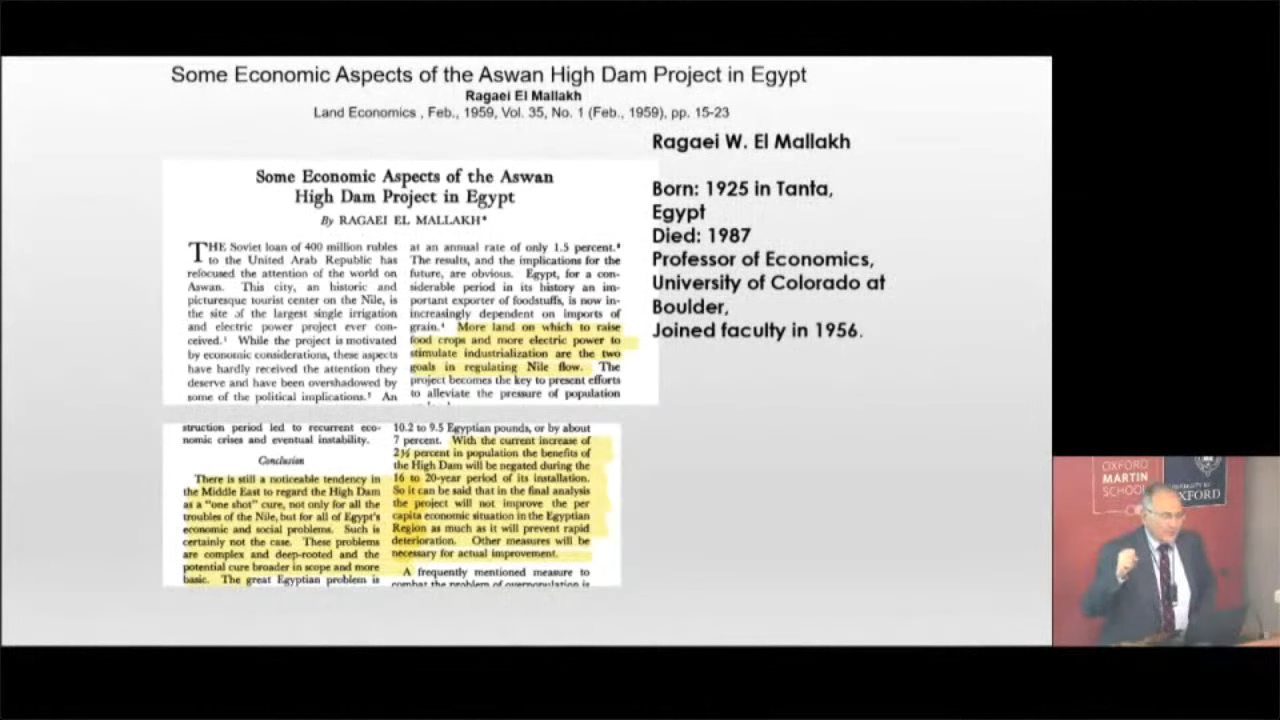 Some Economic Aspects of the Aswan High Dam Project in Egypt
Ragaei El Mallakh
Land Economics , Feb., 1959, Vol. 35, No. 1 (Feb., 1959), pp. 15-23
Some Economic Aspects of the Aswan
High Dam Project in Egypt
By RAGAEI EL MALLAKH*
THE Soviet loan of 400 million rubles
to the United Arab Republic has
refocused the attention of the world on
Aswan. This city, an historic and
picturesque tourist center on the Nile, is
the site of the largest single irrigation
and electric power project ever con-
ceived.¹ While the project is motivated
by economic considerations, these aspects
have hardly received the attention they
deserve and have been overshadowed by
some of the political implications.² An
at an annual rate of only 1.5 percent.³
The results, and the implications for the
future, are obvious. Egypt, for a con-
siderable period in its history an im-
portant exporter of foodstuffs, is now in-
increasingly dependent on imports of
grain.⁴ More land on which to raise
food crops and more electric power to
stimulate industrialization are the two
goals in regulating Nile flow. The
project becomes the key to present efforts
to alleviate the pressure of population
struction period led to recurrent eco-
nomic crises and eventual instability.
Conclusion
There is still a noticeable tendency in
the Middle East to regard the High Dam
as a "one shot" cure, not only for all the
troubles of the Nile, but for all of Egypt's
economic and social problems. Such is
certainly not the case. These problems
are complex and deep-rooted and the
potential cure broader in scope and more
basic. The great Egyptian problem is
10.2 to 9.5 Egyptian pounds, or by about
7 percent. With the current increase of
2½ percent in population the benefits of
the High Dam will be negated during the
16 to 20-year period of its installation.
So it can be said that in the final analysis
the project will not improve the per
capita economic situation in the Egyptian
Region as much as it will prevent rapid
deterioration. Other measures will be
necessary for actual improvement.
A frequently mentioned measure to
combat the problem of overpopulation is
Ragaei W. El Mallakh
Born: 1925 in Tanta,
Egypt
Died: 1987
Professor of Economics,
University of Colorado at
Boulder,
Joined faculty in 1956.
OXFORD
MARTIN
SCHOOL
OXFORD